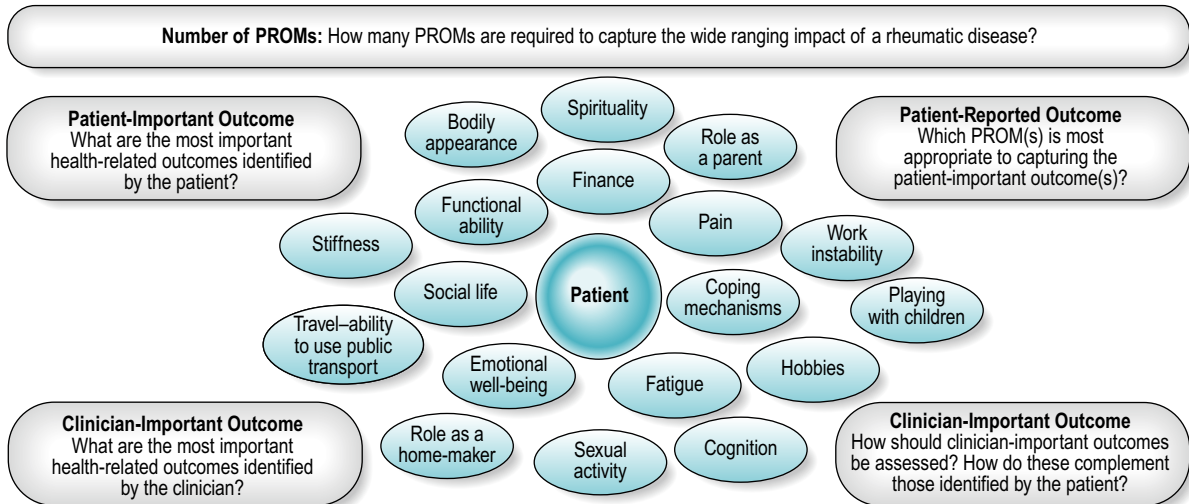 Number of PROMs: How many PROMs are required to capture the wide ranging impact of a rheumatic disease?
Patient-Important Outcome
What are the most important
health-related outcomes identified
by the patient?
Patient-Reported Outcome
Which PROM(s) is most
appropriate to capturing the
patient-important outcome(s)?
Spirituality
Bodily
appearance
Role as
a parent
Finance
Functional
ability
Pain
Stiffness
Work
instability
Social life
Patient
Coping
mechanisms
Playing
with children
Travel–ability
to use public
transport
Emotional
well-being
Fatigue
Hobbies
Role as a
home-maker
Sexual
activity
Cognition
Clinician-Important Outcome
What are the most important
health-related outcomes identified
by the clinician?
Clinician-Important Outcome
How should clinician-important outcomes
be assessed? How do these complement
those identified by the patient?